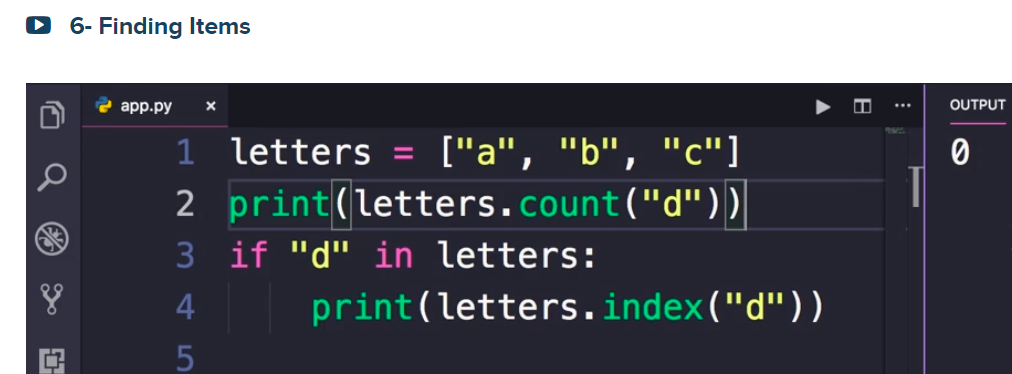 6- Finding Items
app.py × OUTPUT
1 letters = ["a", "b", "c"] 0
2 print(letters.count("d"))
3 if "d" in letters:
4 print(letters.index("d"))
5